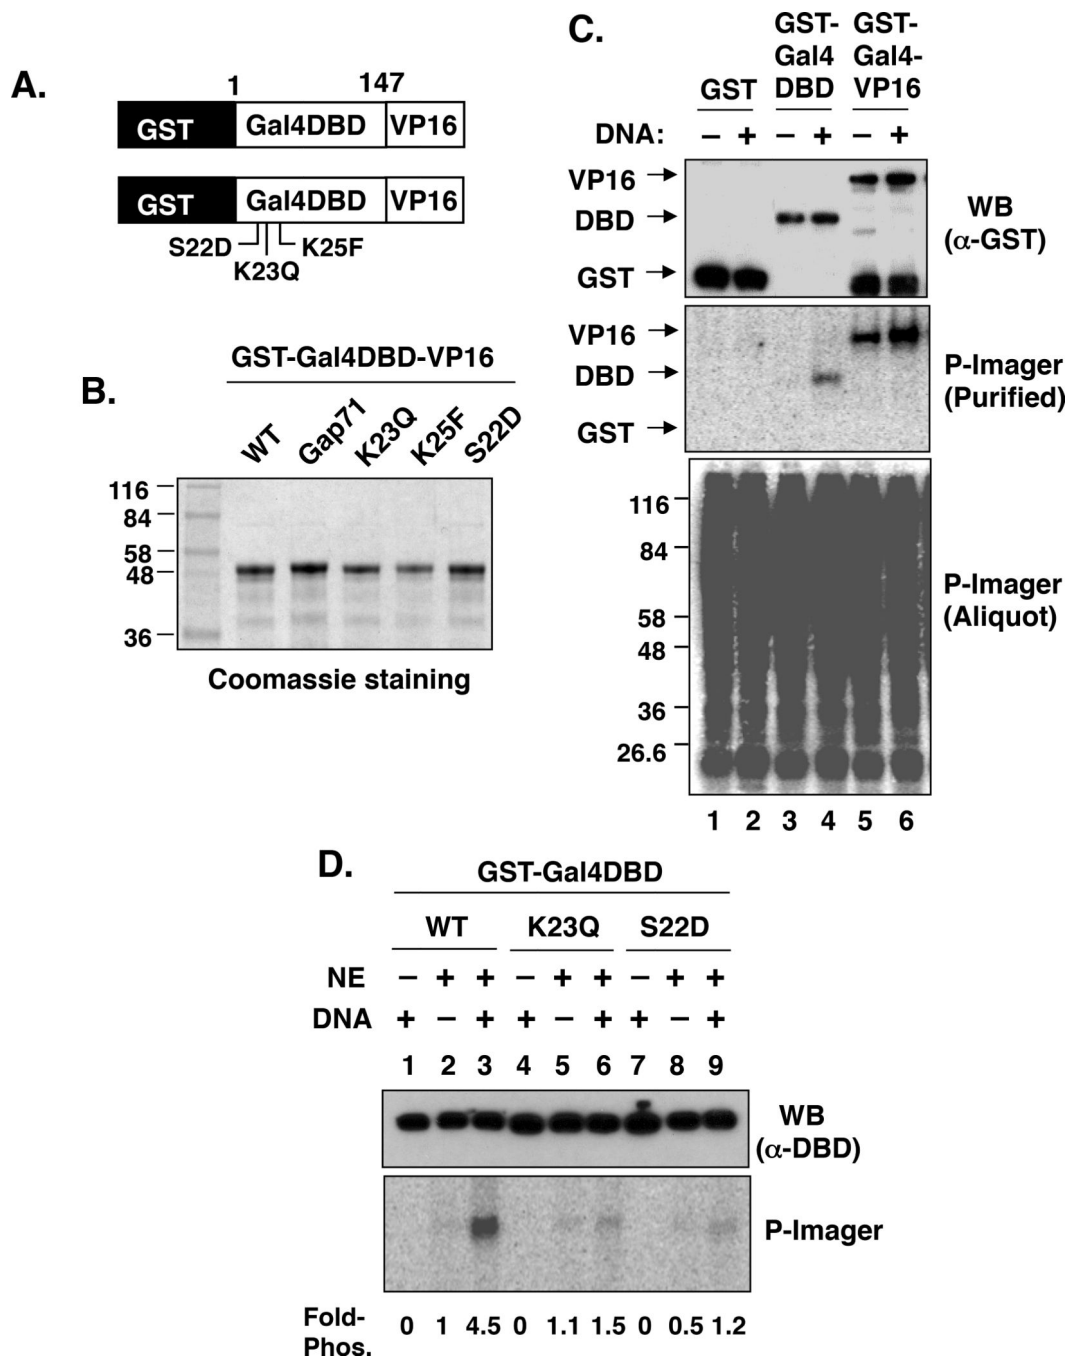 A.
1 147
GST Gal4DBD VP16
GST Gal4DBD VP16
S22D K25F
K23Q
B.
GST-Gal4DBD-VP16
WT Gap71 K23Q K25F S22D
116
84
58
48
36
Coomassie staining
C.
GST GST-Gal4 DBD GST-Gal4-VP16
DNA: − + − + − +
VP16
DBD
GST
WB
(α-GST)
VP16
DBD
GST
P-Imager
(Purified)
116
84
58
48
36
26.6
P-Imager
(Aliquot)
1 2 3 4 5 6
D.
GST-Gal4DBD
WT K23Q S22D
NE − + + − + + − + +
DNA + − + + − + + − +
1 2 3 4 5 6 7 8 9
WB
(α-DBD)
P-Imager
Fold-
Phos. 0 1 4.5 0 1.1 1.5 0 0.5 1.2